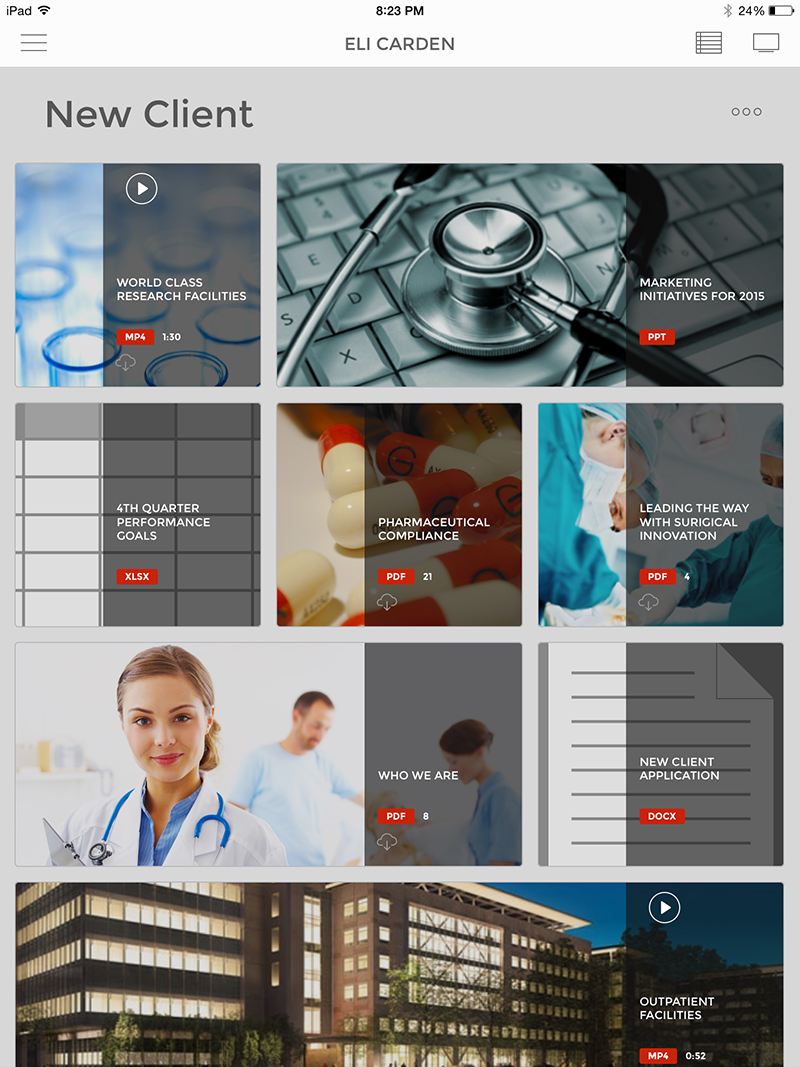 iPad 8:23 PM 24%
ELI CARDEN
New Client
WORLD CLASS
RESEARCH FACILITIES
MP4 1:30
MARKETING
INITIATIVES FOR 2015
PPT
4TH QUARTER
PERFORMANCE
GOALS
XLSX
PHARMACEUTICAL
COMPLIANCE
PDF 21
LEADING THE WAY
WITH SURIGICAL
INNOVATION
PDF 4
WHO WE ARE
PDF 8
NEW CLIENT
APPLICATION
DOCX
OUTPATIENT
FACILITIES
MP4 0:52